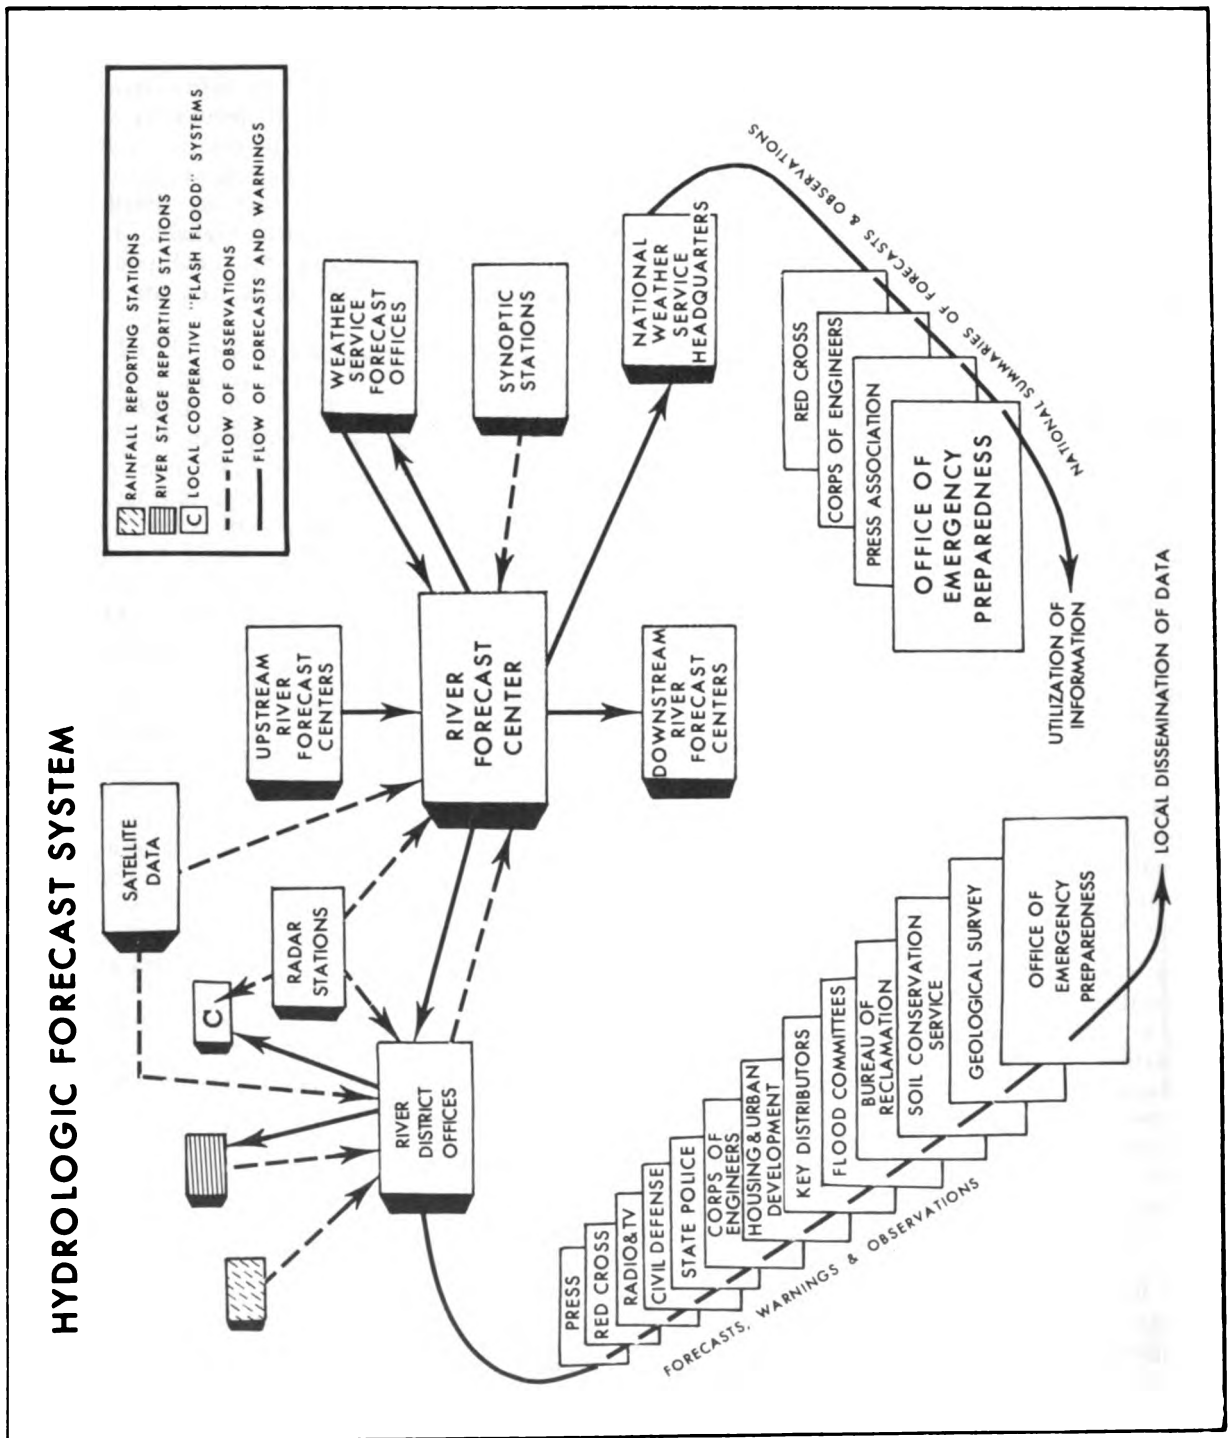 HYDROLOGIC FORECAST SYSTEM
RAINFALL REPORTING STATIONS
RIVER STAGE REPORTING STATIONS
C LOCAL COOPERATIVE "FLASH FLOOD" SYSTEMS
FLOW OF OBSERVATIONS
FLOW OF FORECASTS AND WARNINGS
SATELLITE
DATA
C
RADAR
STATIONS
RIVER
DISTRICT
OFFICES
UPSTREAM
RIVER
FORECAST
CENTERS
RIVER
FORECAST
CENTER
DOWNSTREAM
RIVER
FORECAST
CENTERS
WEATHER
SERVICE
FORECAST
OFFICES
SYNOPTIC
STATIONS
NATIONAL
WEATHER
SERVICE
HEADQUARTERS
PRESS
RED CROSS
RADIO&TV
CIVIL DEFENSE
STATE POLICE
CORPS OF
ENGINEERS
HOUSING&URBAN
DEVELOPMENT
KEY DISTRIBUTORS
FLOOD COMMITTEES
BUREAU OF
RECLAMATION
SOIL CONSERVATION
SERVICE
GEOLOGICAL SURVEY
OFFICE OF
EMERGENCY
PREPAREDNESS
FORECASTS, WARNINGS & OBSERVATIONS
LOCAL DISSEMINATION OF DATA
RED CROSS
CORPS OF ENGINEERS
PRESS ASSOCIATION
OFFICE OF
EMERGENCY
PREPAREDNESS
NATIONAL SUMMARIES OF FORECASTS & OBSERVATIONS
UTILIZATION OF
INFORMATION